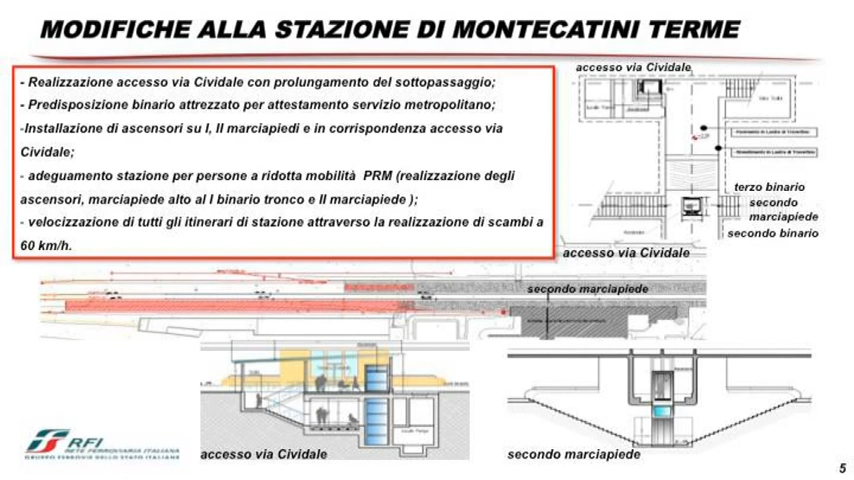 MODIFICHE ALLA STAZIONE DI MONTECATINI TERME
- Realizzazione accesso via Cividale con prolungamento del sottopassaggio;
- Predisposizione binario attrezzato per attestamento servizio metropolitano;
-Installazione di ascensori su I, II marciapiedi e in corrispondenza accesso via
Cividale;
- adeguamento stazione per persone a ridotta mobilità PRM (realizzazione degli
ascensori, marciapiede alto al I binario tronco e II marciapiede );
- velocizzazione di tutti gli itinerari di stazione attraverso la realizzazione di scambi a
60 km/h.
accesso via Cividale
terzo binario
secondo
marciapiede
secondo binario
accesso via Cividale
secondo marciapiede
accesso via Cividale
secondo marciapiede
RFI
RETE FERROVIARIA ITALIANA
GRUPPO FERROVIE DELLO STATO ITALIANE
5